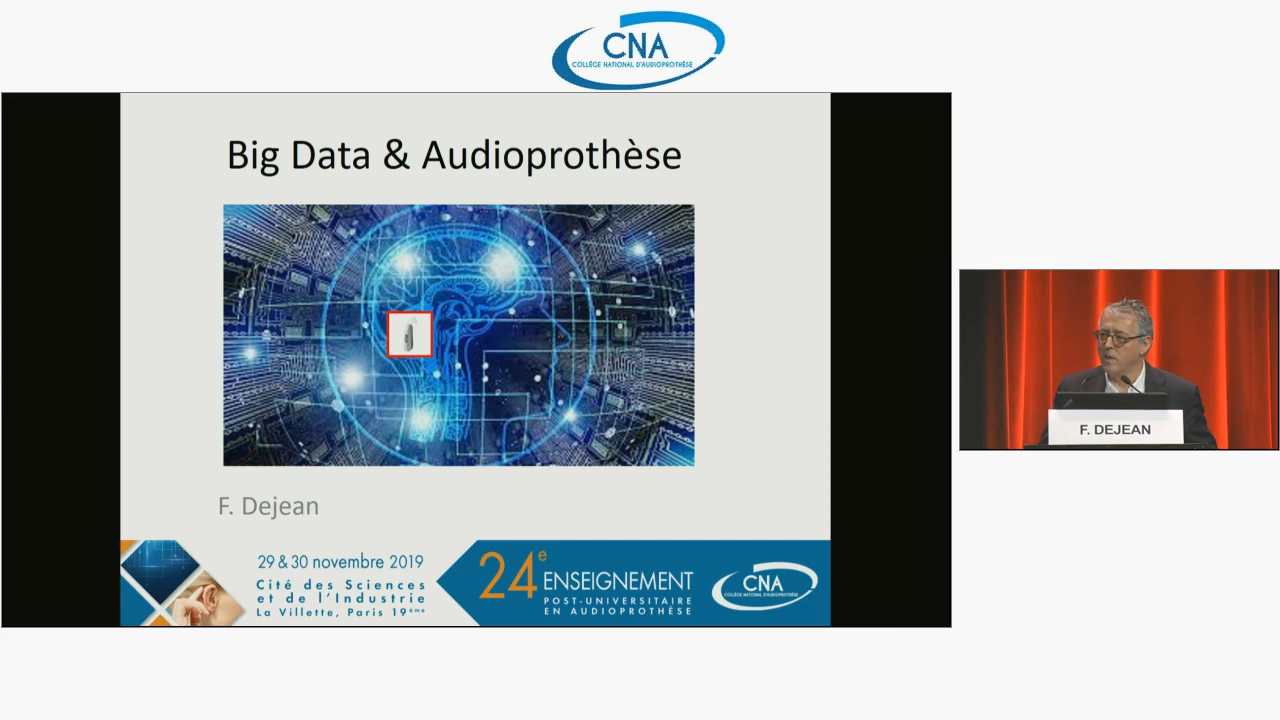 CNA
COLLÈGE NATIONAL D'AUDIOPROTHÈSE
Big Data & Audioprothèse
F. Dejean
29 & 30 novembre 2019
Cité des Sciences
et de l'Industrie
La Villette, Paris 19ème
24e ENSEIGNEMENT
POST-UNIVERSITAIRE
EN AUDIOPROTHÈSE
CNA
COLLÈGE NATIONAL D'AUDIOPROTHÈSE
F. DEJEAN